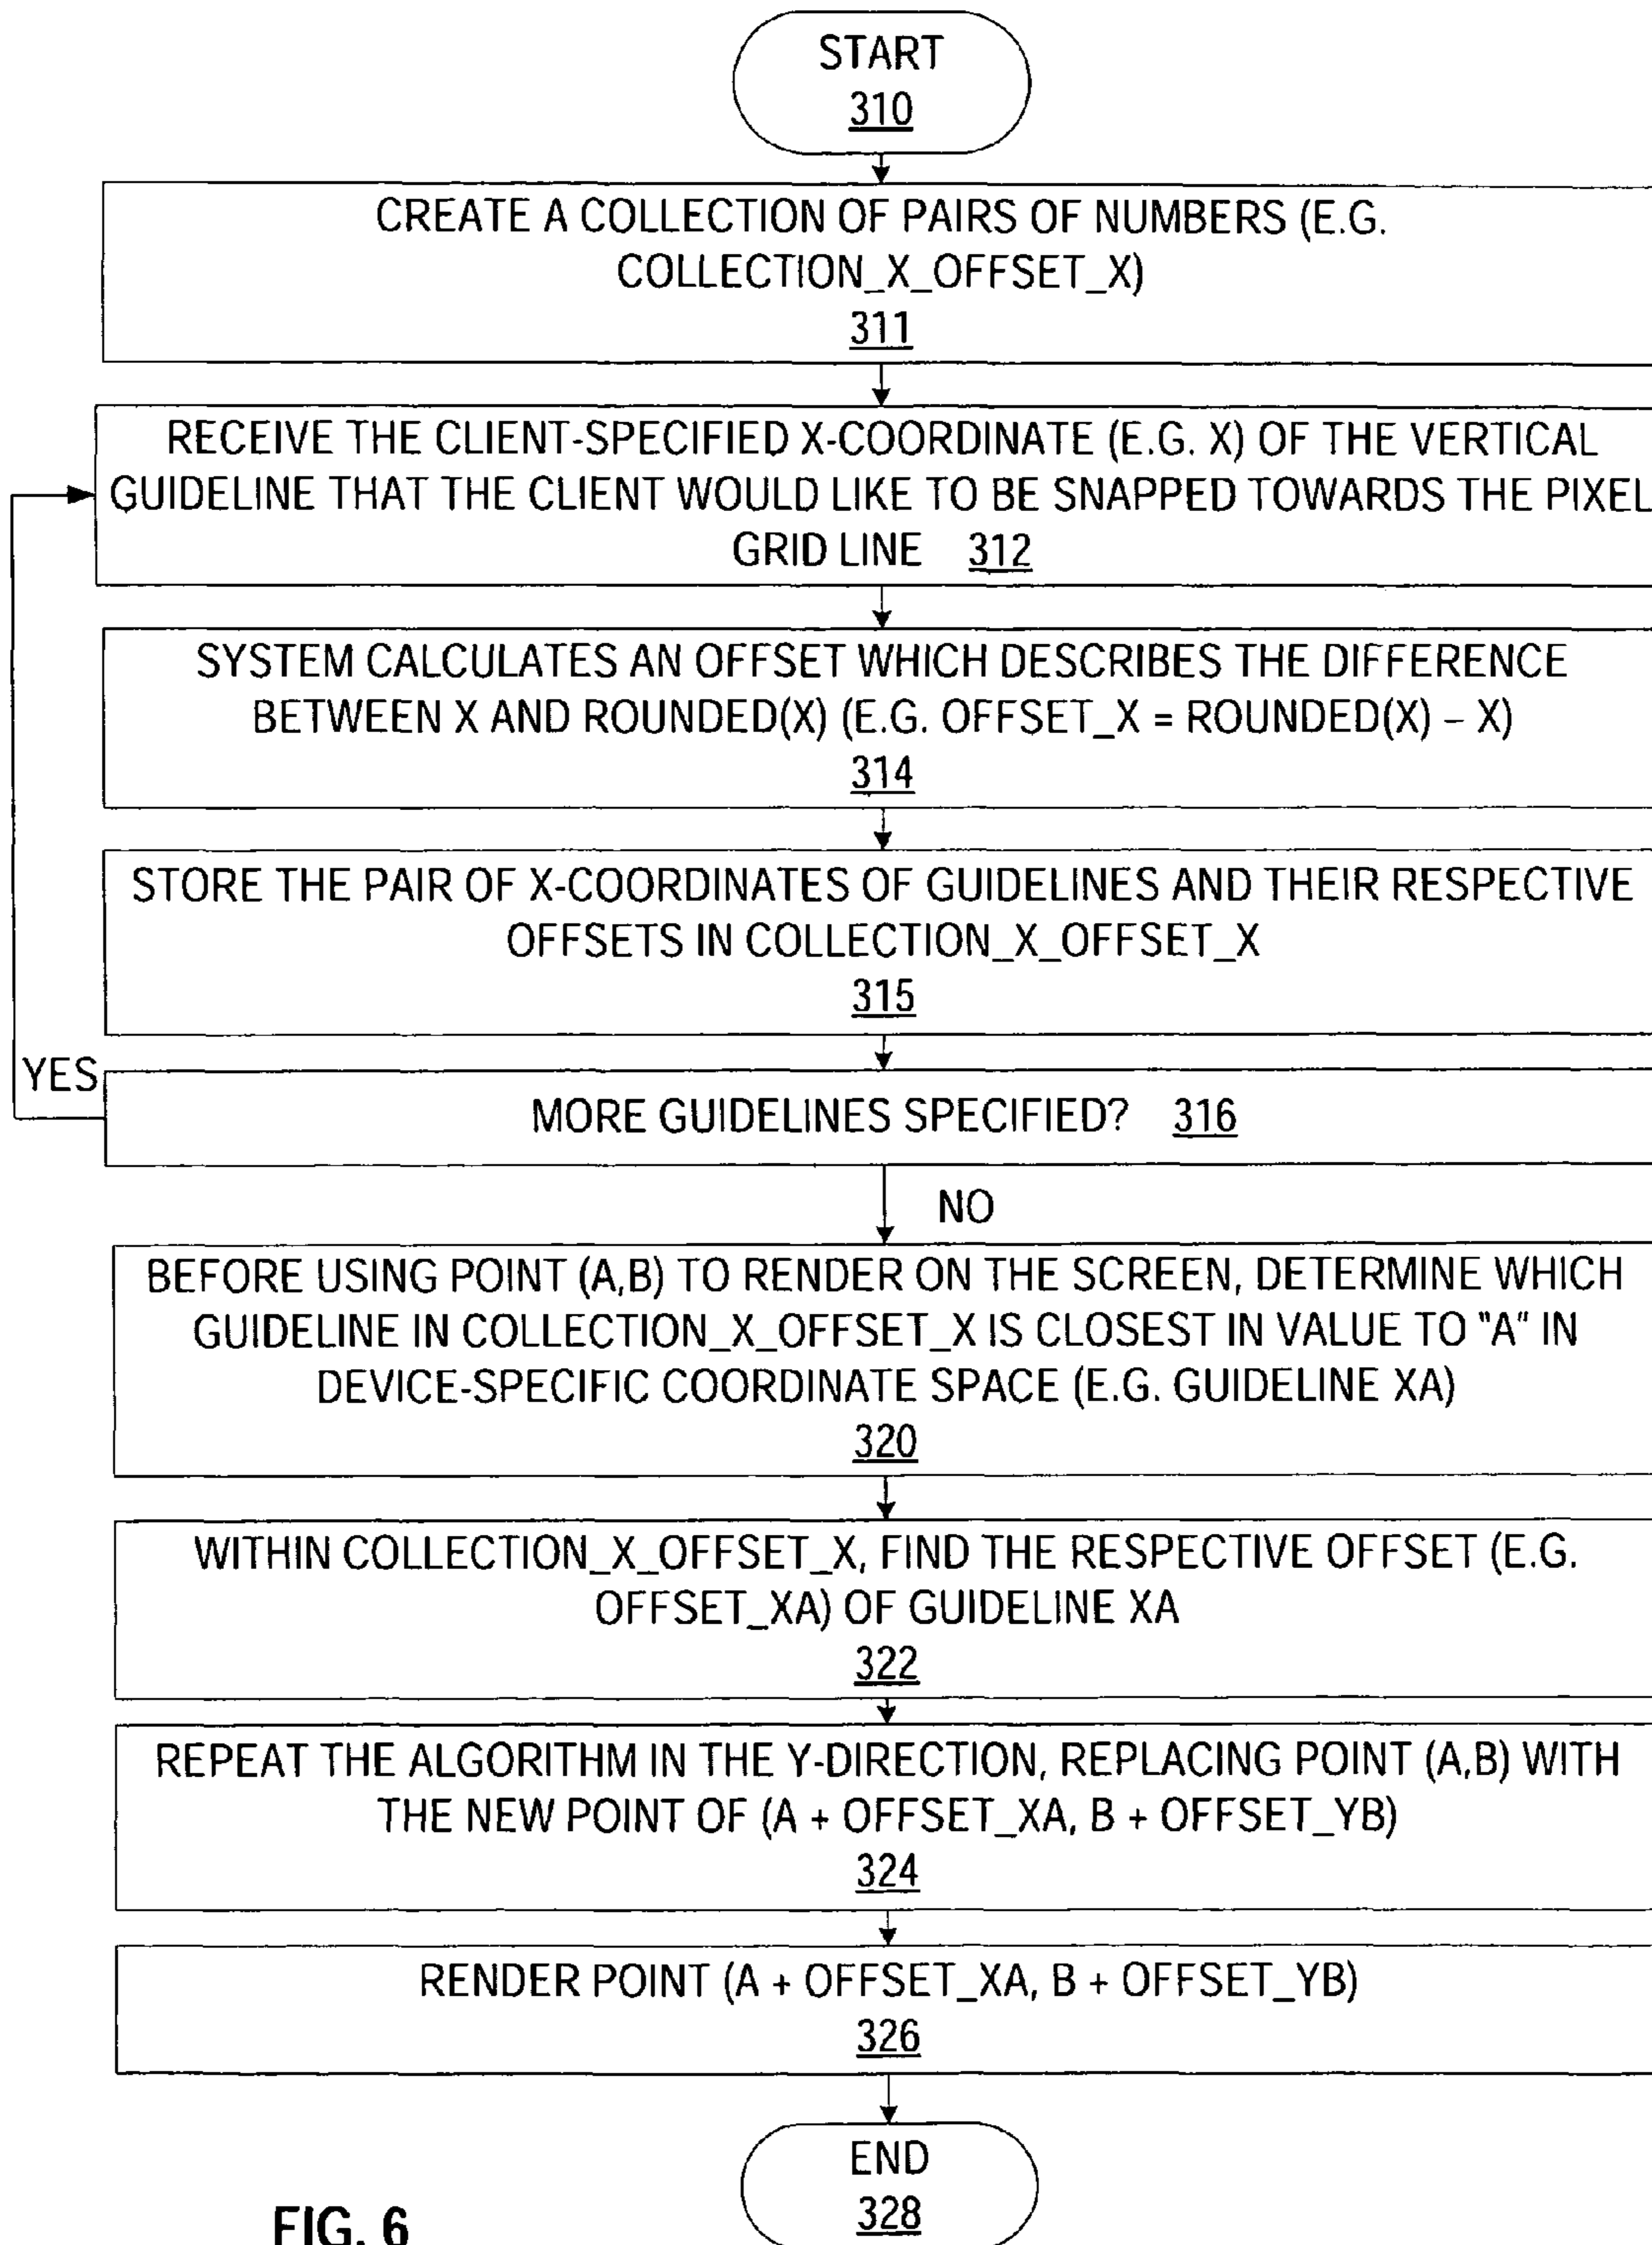 START
310
CREATE A COLLECTION OF PAIRS OF NUMBERS (E.G.
COLLECTION_X_OFFSET_X)
311
RECEIVE THE CLIENT-SPECIFIED X-COORDINATE (E.G. X) OF THE VERTICAL
GUIDELINE THAT THE CLIENT WOULD LIKE TO BE SNAPPED TOWARDS THE PIXEL
GRID LINE 312
SYSTEM CALCULATES AN OFFSET WHICH DESCRIBES THE DIFFERENCE
BETWEEN X AND ROUNDED(X) (E.G. OFFSET_X = ROUNDED(X) – X)
314
STORE THE PAIR OF X-COORDINATES OF GUIDELINES AND THEIR RESPECTIVE
OFFSETS IN COLLECTION_X_OFFSET_X
315
YES
MORE GUIDELINES SPECIFIED? 316
NO
BEFORE USING POINT (A,B) TO RENDER ON THE SCREEN, DETERMINE WHICH
GUIDELINE IN COLLECTION_X_OFFSET_X IS CLOSEST IN VALUE TO "A" IN
DEVICE-SPECIFIC COORDINATE SPACE (E.G. GUIDELINE XA)
320
WITHIN COLLECTION_X_OFFSET_X, FIND THE RESPECTIVE OFFSET (E.G.
OFFSET_XA) OF GUIDELINE XA
322
REPEAT THE ALGORITHM IN THE Y-DIRECTION, REPLACING POINT (A,B) WITH
THE NEW POINT OF (A + OFFSET_XA, B + OFFSET_YB)
324
RENDER POINT (A + OFFSET_XA, B + OFFSET_YB)
326
END
328
FIG. 6